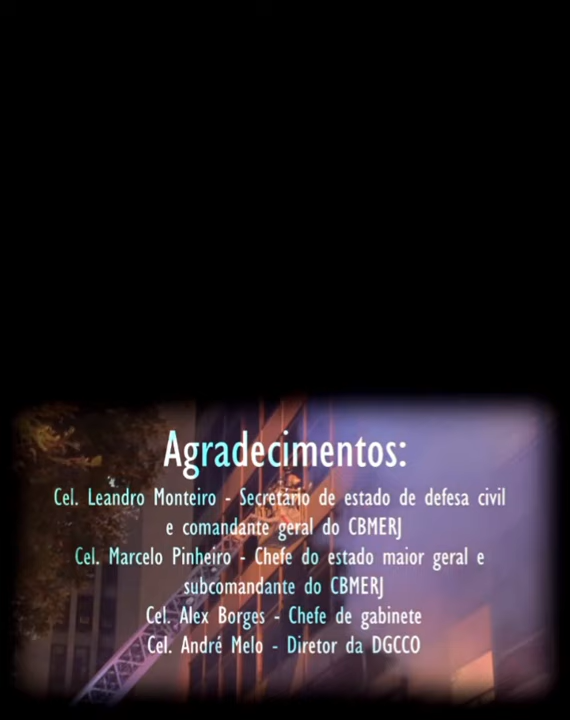 Agradecimentos:
Cel. Leandro Monteiro - Secretário de estado de defesa civil
e comandante geral do CBMERJ
Cel. Marcelo Pinheiro - Chefe do estado maior geral e
subcomandante do CBMERJ
Cel. Alex Borges - Chefe de gabinete
Cel. André Melo - Diretor da DGCCO